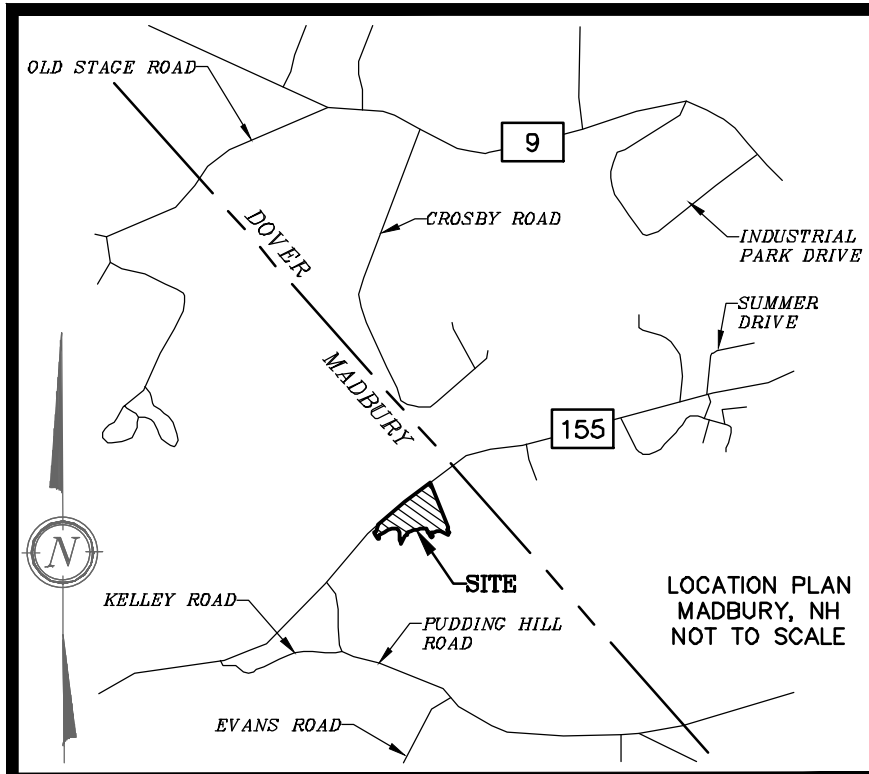 OLD STAGE ROAD
9
DOVER
CROSBY ROAD
INDUSTRIAL
PARK DRIVE
SUMMER
DRIVE
MADBURY
155
N
SITE
KELLEY ROAD
PUDDING HILL
ROAD
LOCATION PLAN
MADBURY, NH
NOT TO SCALE
EVANS ROAD